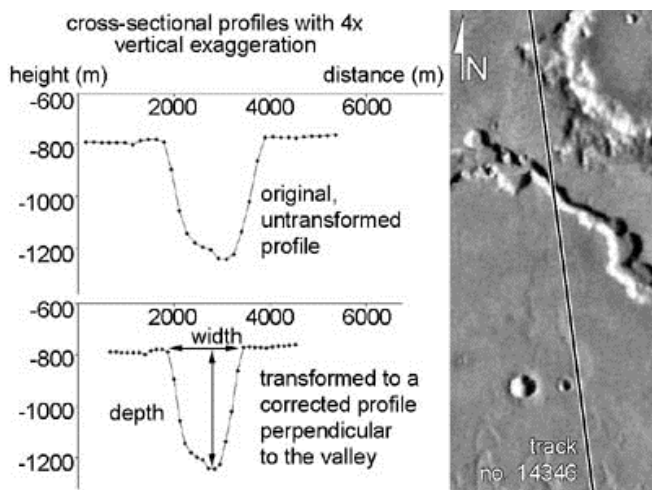 cross-sectional profiles with 4x
vertical exaggeration
height (m)
distance (m)
-600
2000
4000
6000
-800
-1000
-1200
original,
untransformed
profile
-600
2000
4000
6000
width
-800
-1000
-1200
depth
transformed to a
corrected profile
perpendicular
to the valley
N
track
no. 14346